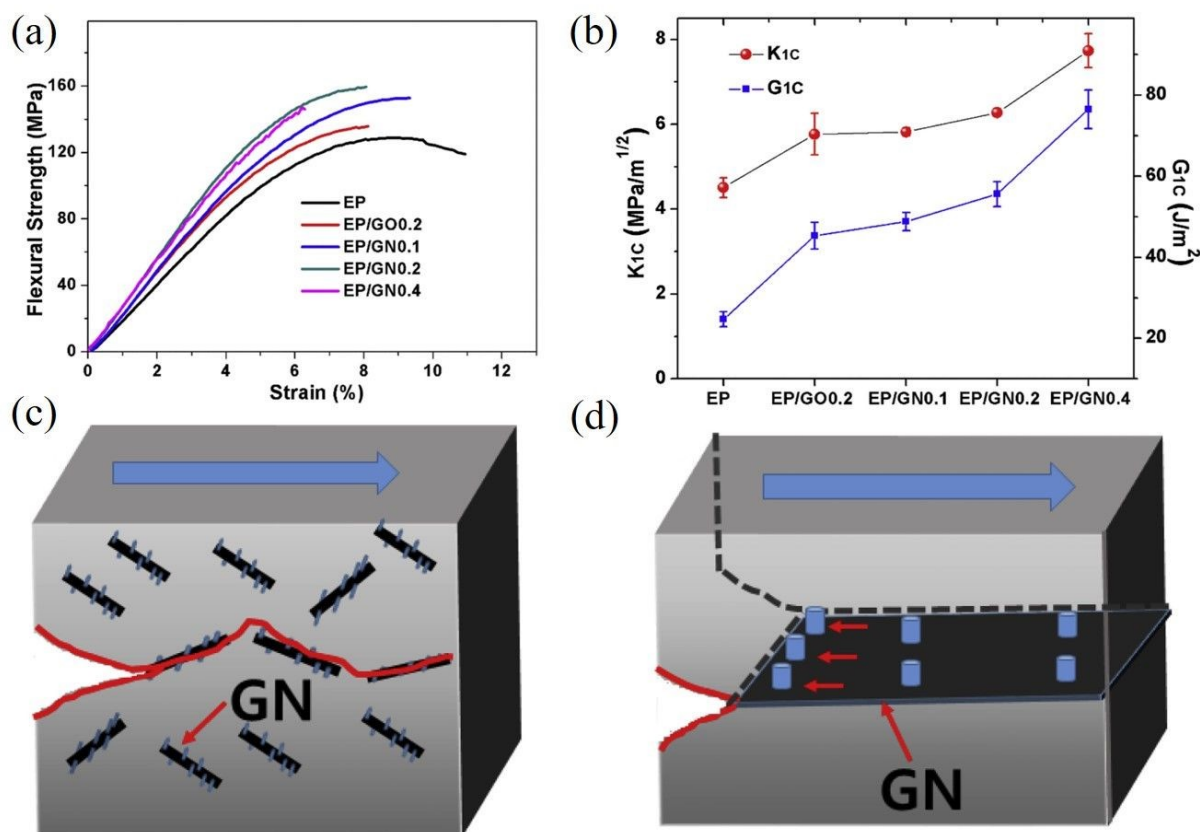 (a)
Flexural Strength (MPa)
160
120
80
40
0
EP
EP/GO0.2
EP/GN0.1
EP/GN0.2
EP/GN0.4
0 2 4 6 8 10 12
Strain (%)
(b)
K1C (MPa/m^1/2)
8
6
4
2
0
K1C
G1C
80
60
40
20
G1C (J/m^2)
EP EP/GO0.2 EP/GN0.1 EP/GN0.2 EP/GN0.4
(c)
GN
(d)
GN